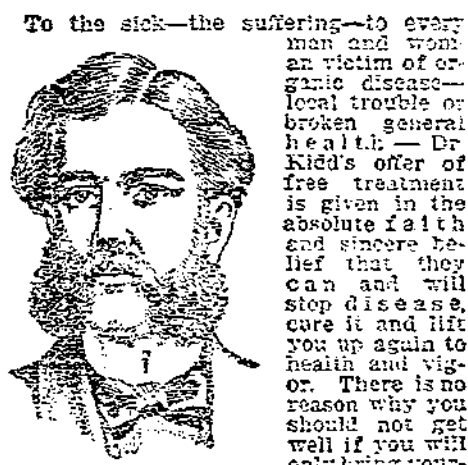 To the sick—the suffering—to every
man and wom-
an victim of or-
ganic disease—
local trouble or
broken general
health — Dr
Kidd's offer of
free treatment
is given in the
absolute faith
and sincere be-
lief that they
can and will
stop disease,
cure it and lift
you up again to
health and vig-
or. There is no
reason why you
should not get
well if you will
only bring your-